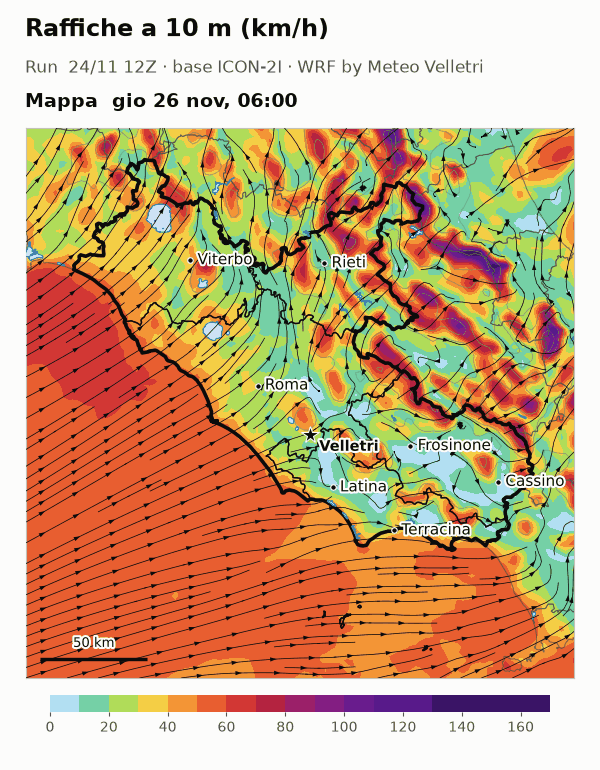 Raffiche a 10 m (km/h)
Run 24/11 12Z · base ICON-2I · WRF by Meteo Velletri
Mappa gio 26 nov, 06:00
Viterbo
Rieti
Roma
Velletri
Frosinone
Latina
Cassino
Terracina
50 km
0 20 40 60 80 100 120 140 160